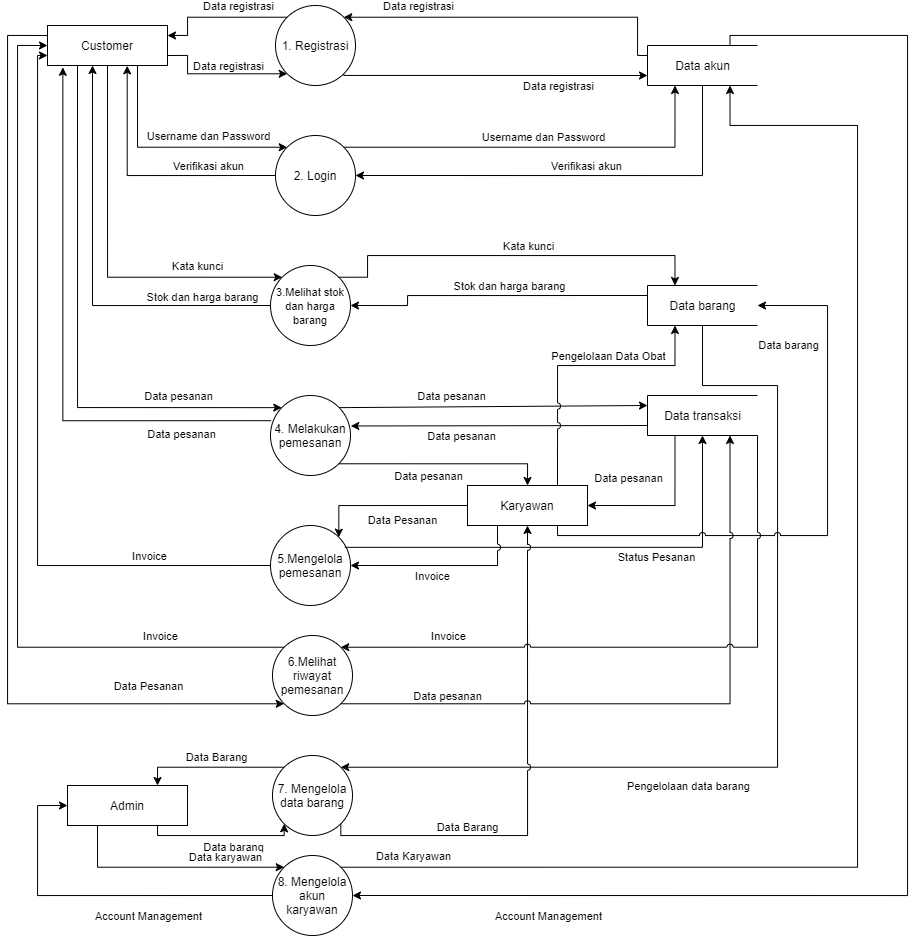 Data registrasi
Data registrasi
Customer
1. Registrasi
Data registrasi
Data akun
Data registrasi
Username dan Password
Username dan Password
Verifikasi akun
Verifikasi akun
2. Login
Kata kunci
Kata kunci
Stok dan harga barang
Stok dan harga barang
3.Melihat stok
dan harga
barang
Data barang
Data barang
Pengelolaan Data Obat
Data pesanan
Data pesanan
Data transaksi
4. Melakukan
pemesanan
Data pesanan
Data pesanan
Data pesanan
Data pesanan
Karyawan
Data Pesanan
Invoice
5.Mengelola
pemesanan
Status Pesanan
Invoice
Invoice
Invoice
6.Melihat
riwayat
pemesanan
Data Pesanan
Data pesanan
Data Barang
7. Mengelola
data barang
Pengelolaan data barang
Admin
Data Barang
Data barang
Data karyawan
Data Karyawan
8. Mengelola
akun
karyawan
Account Management
Account Management